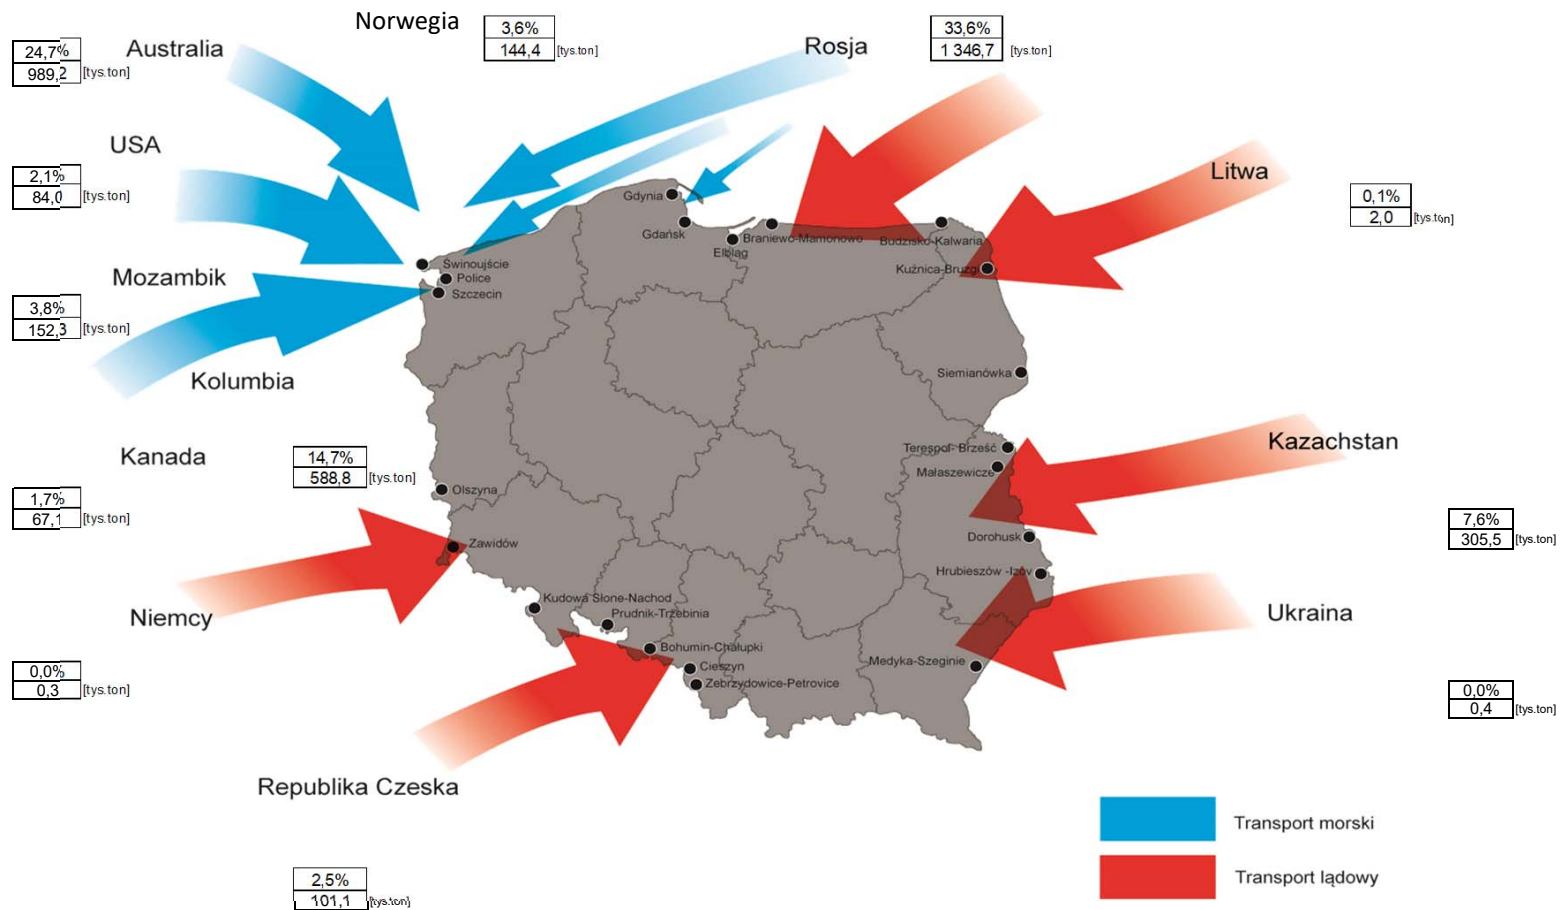 Norwegia
3,6%
144,4 [tys.ton]
33,6%
1 346,7 [tys.ton]
Rosja
24,7%
989,2 [tys.ton]
Australia
USA
2,1%
84,0 [tys.ton]
Litwa
0,1%
2,0 [tys.ton]
Gdynia
Gdańsk
Elbląg
Braniewo-Mamonowo
Budzisko-Kalwaria
Kuźnica-Bruzgi
Świnoujście
Police
Szczecin
Mozambik
3,8%
152,3 [tys.ton]
Kolumbia
Siemianówka
Kanada
14,7%
588,8 [tys.ton]
1,7%
67,1 [tys.ton]
Olszyna
Zawidów
Terespol- Brześć
Małaszewicze
Kazachstan
7,6%
305,5 [tys.ton]
Dorohusk
Hrubieszów -Izów
Niemcy
0,0%
0,3 [tys.ton]
Kudowa Słone-Nachod
Prudnik-Trzebinia
Bohumin-Chałupki
Cieszyn
Zebrzydowice-Petrovice
Medyka-Szeginie
Ukraina
0,0%
0,4 [tys.ton]
Republika Czeska
2,5%
101,1 [tys.ton]
Transport morski
Transport lądowy